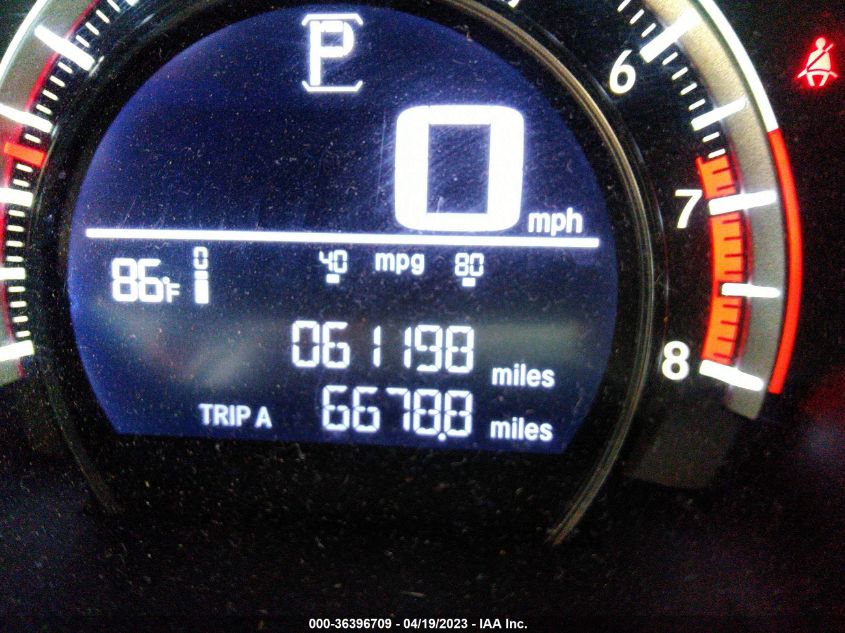 P
6
0 mph
7
86°F 0 40 mpg 80
061198 miles
8
TRIP A 6678.8 miles
000-36396709 - 04/19/2023 - IAA Inc.